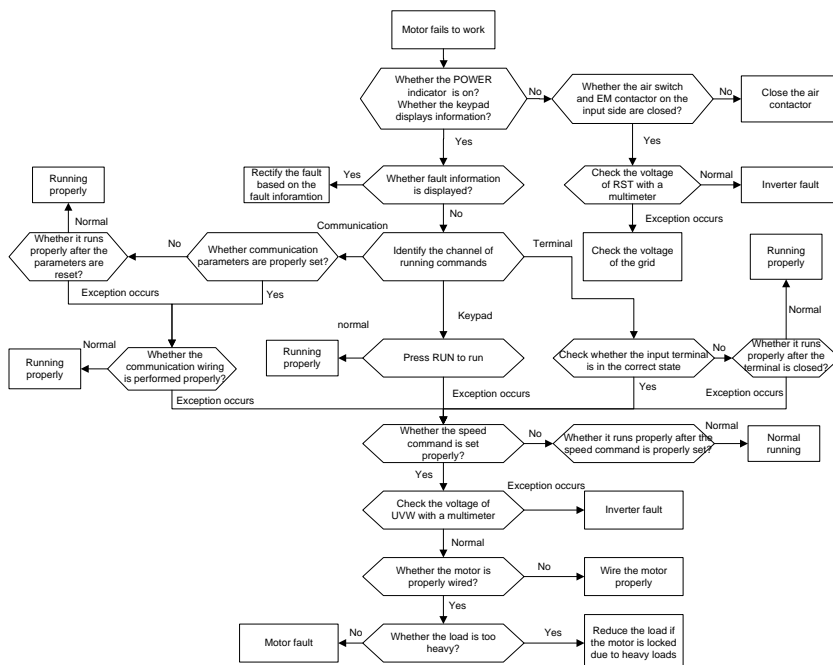 Motor fails to work
Whether the POWER
indicator is on?
Whether the keypad
displays information?
No
Whether the air switch
and EM contactor on the
input side are closed?
No
Close the air
contactor
Yes
Yes
Rectify the fault
based on the
fault inforamtion
Yes
Whether fault information
is displayed?
Check the voltage
of RST with a
multimeter
Normal
Inverter fault
Running
properly
Normal
No
Exception occurs
Communication
Whether it runs
properly after the
parameters are
reset?
No
Whether communication
parameters are properly set?
Identify the channel of
running commands
Terminal
Check the voltage
of the grid
Running
properly
Exception occurs
Yes
Keypad
Normal
Normal
Running
properly
Whether the
communication wiring
is performed properly?
normal
Running
properly
Press RUN to run
Check whether the input terminal
is in the correct state
No
Whether it runs
properly after the
terminal is closed?
Exception occurs
Exception occurs
Yes
Exception occurs
Whether the speed
command is set
properly?
No
Whether it runs properly after the
speed command is properly set?
Normal
Normal
running
Yes
Exception occurs
Check the voltage of
UVW with a multimeter
Inverter fault
Normal
Whether the motor is
properly wired?
No
Wire the motor
properly
Yes
Motor fault
No
Whether the load is too
heavy?
Yes
Reduce the load if
the motor is locked
due to heavy loads